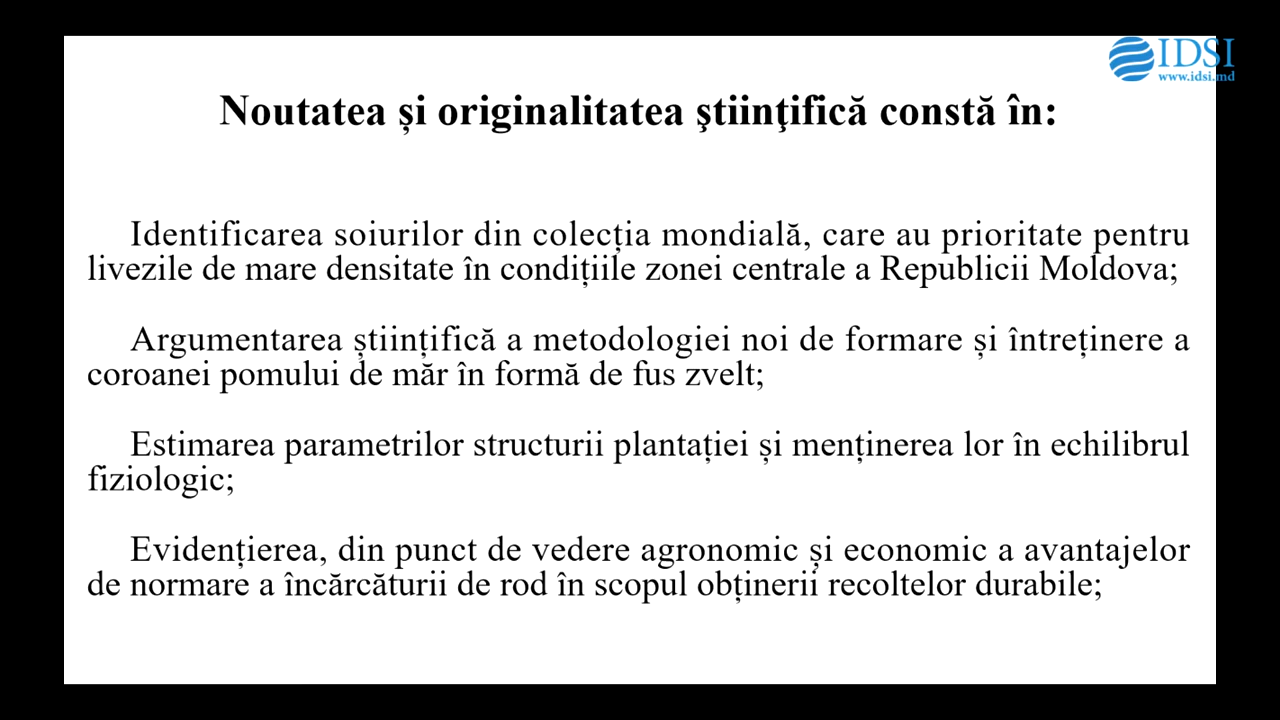 IDSI
www.idsi.md
Noutatea și originalitatea ştiinţifică constă în:
Identificarea soiurilor din colecția mondială, care au prioritate pentru
livezile de mare densitate în condițiile zonei centrale a Republicii Moldova;
Argumentarea științifică a metodologiei noi de formare și întreținere a
coroanei pomului de măr în formă de fus zvelt;
Estimarea parametrilor structurii plantației și menținerea lor în echilibrul
fiziologic;
Evidențierea, din punct de vedere agronomic și economic a avantajelor
de normare a încărcăturii de rod în scopul obținerii recoltelor durabile;